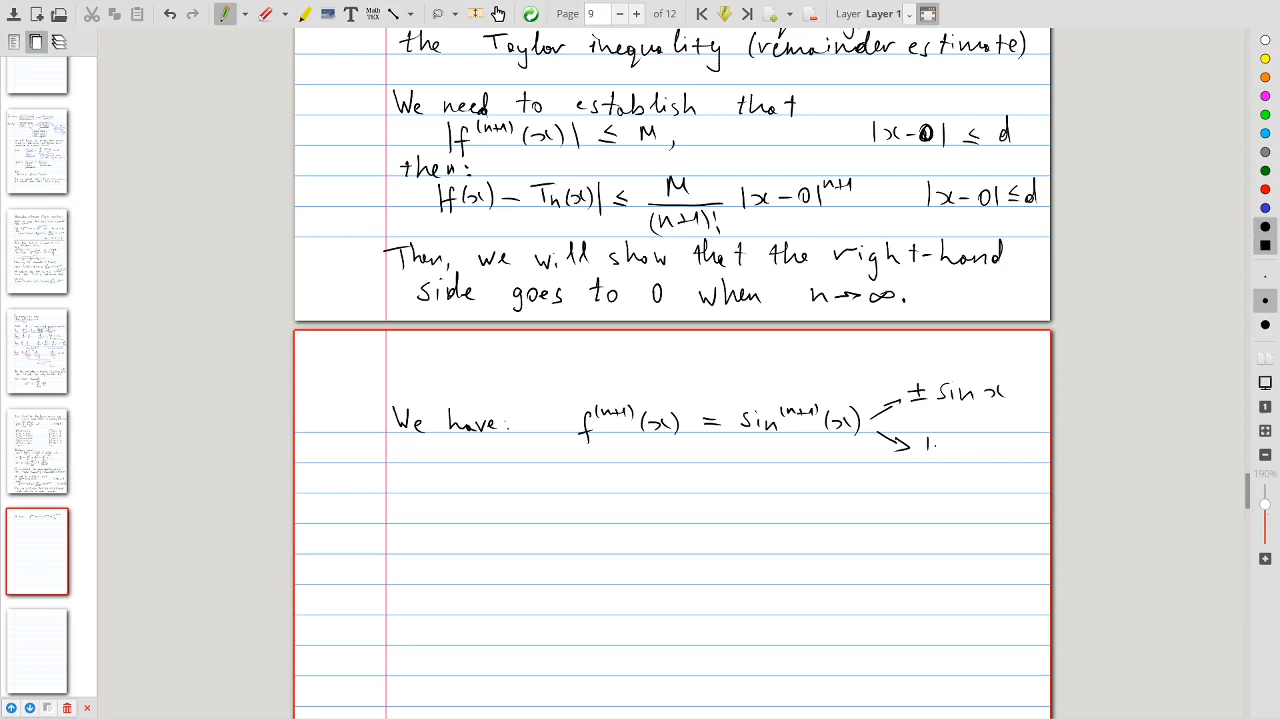 Page 9 of 12 Layer Layer 1
the Taylor inequality (remainder estimate)
We need to establish that
|f^(n+1)(x)| ≤ M, |x-0| ≤ d
then:
|f(x) - Tn(x)| ≤ M/(n+1)! |x-0|^n+1 |x-0| ≤ d
Then, we will show that the right-hand
side goes to 0 when n→∞.
± sin x
We have: f^(n+1)(x) = sin^(n+1)(x)
190%